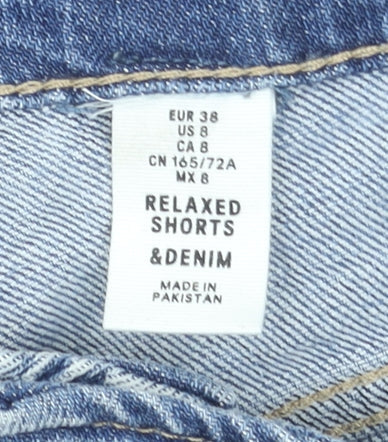 EUR 38
US 8
CA 8
CN 165/72A
MX 8
RELAXED
SHORTS
&DENIM
MADE IN
PAKISTAN